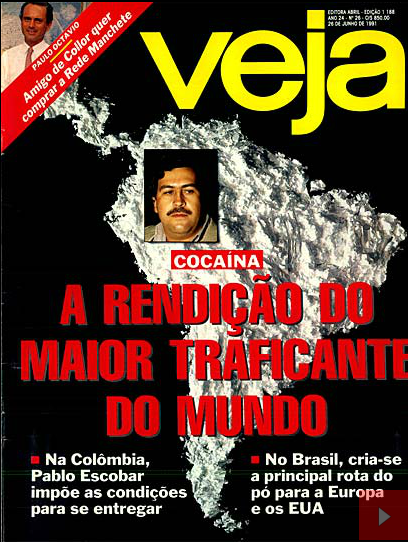 PAULO OCTAVIO
Amigo de Collor quer
comprar a Rede Manchete
EDITORA ABRIL - EDIÇÃO 1 188
ANO 24 - Nº 26 - Cr$ 850,00
26 DE JUNHO DE 1991
veja
COCAÍNA
A RENDIÇÃO DO
MAIOR TRAFICANTE
DO MUNDO
Na Colômbia,
Pablo Escobar
impõe as condições
para se entregar
No Brasil, cria-se
a principal rota do
pó para a Europa
e os EUA